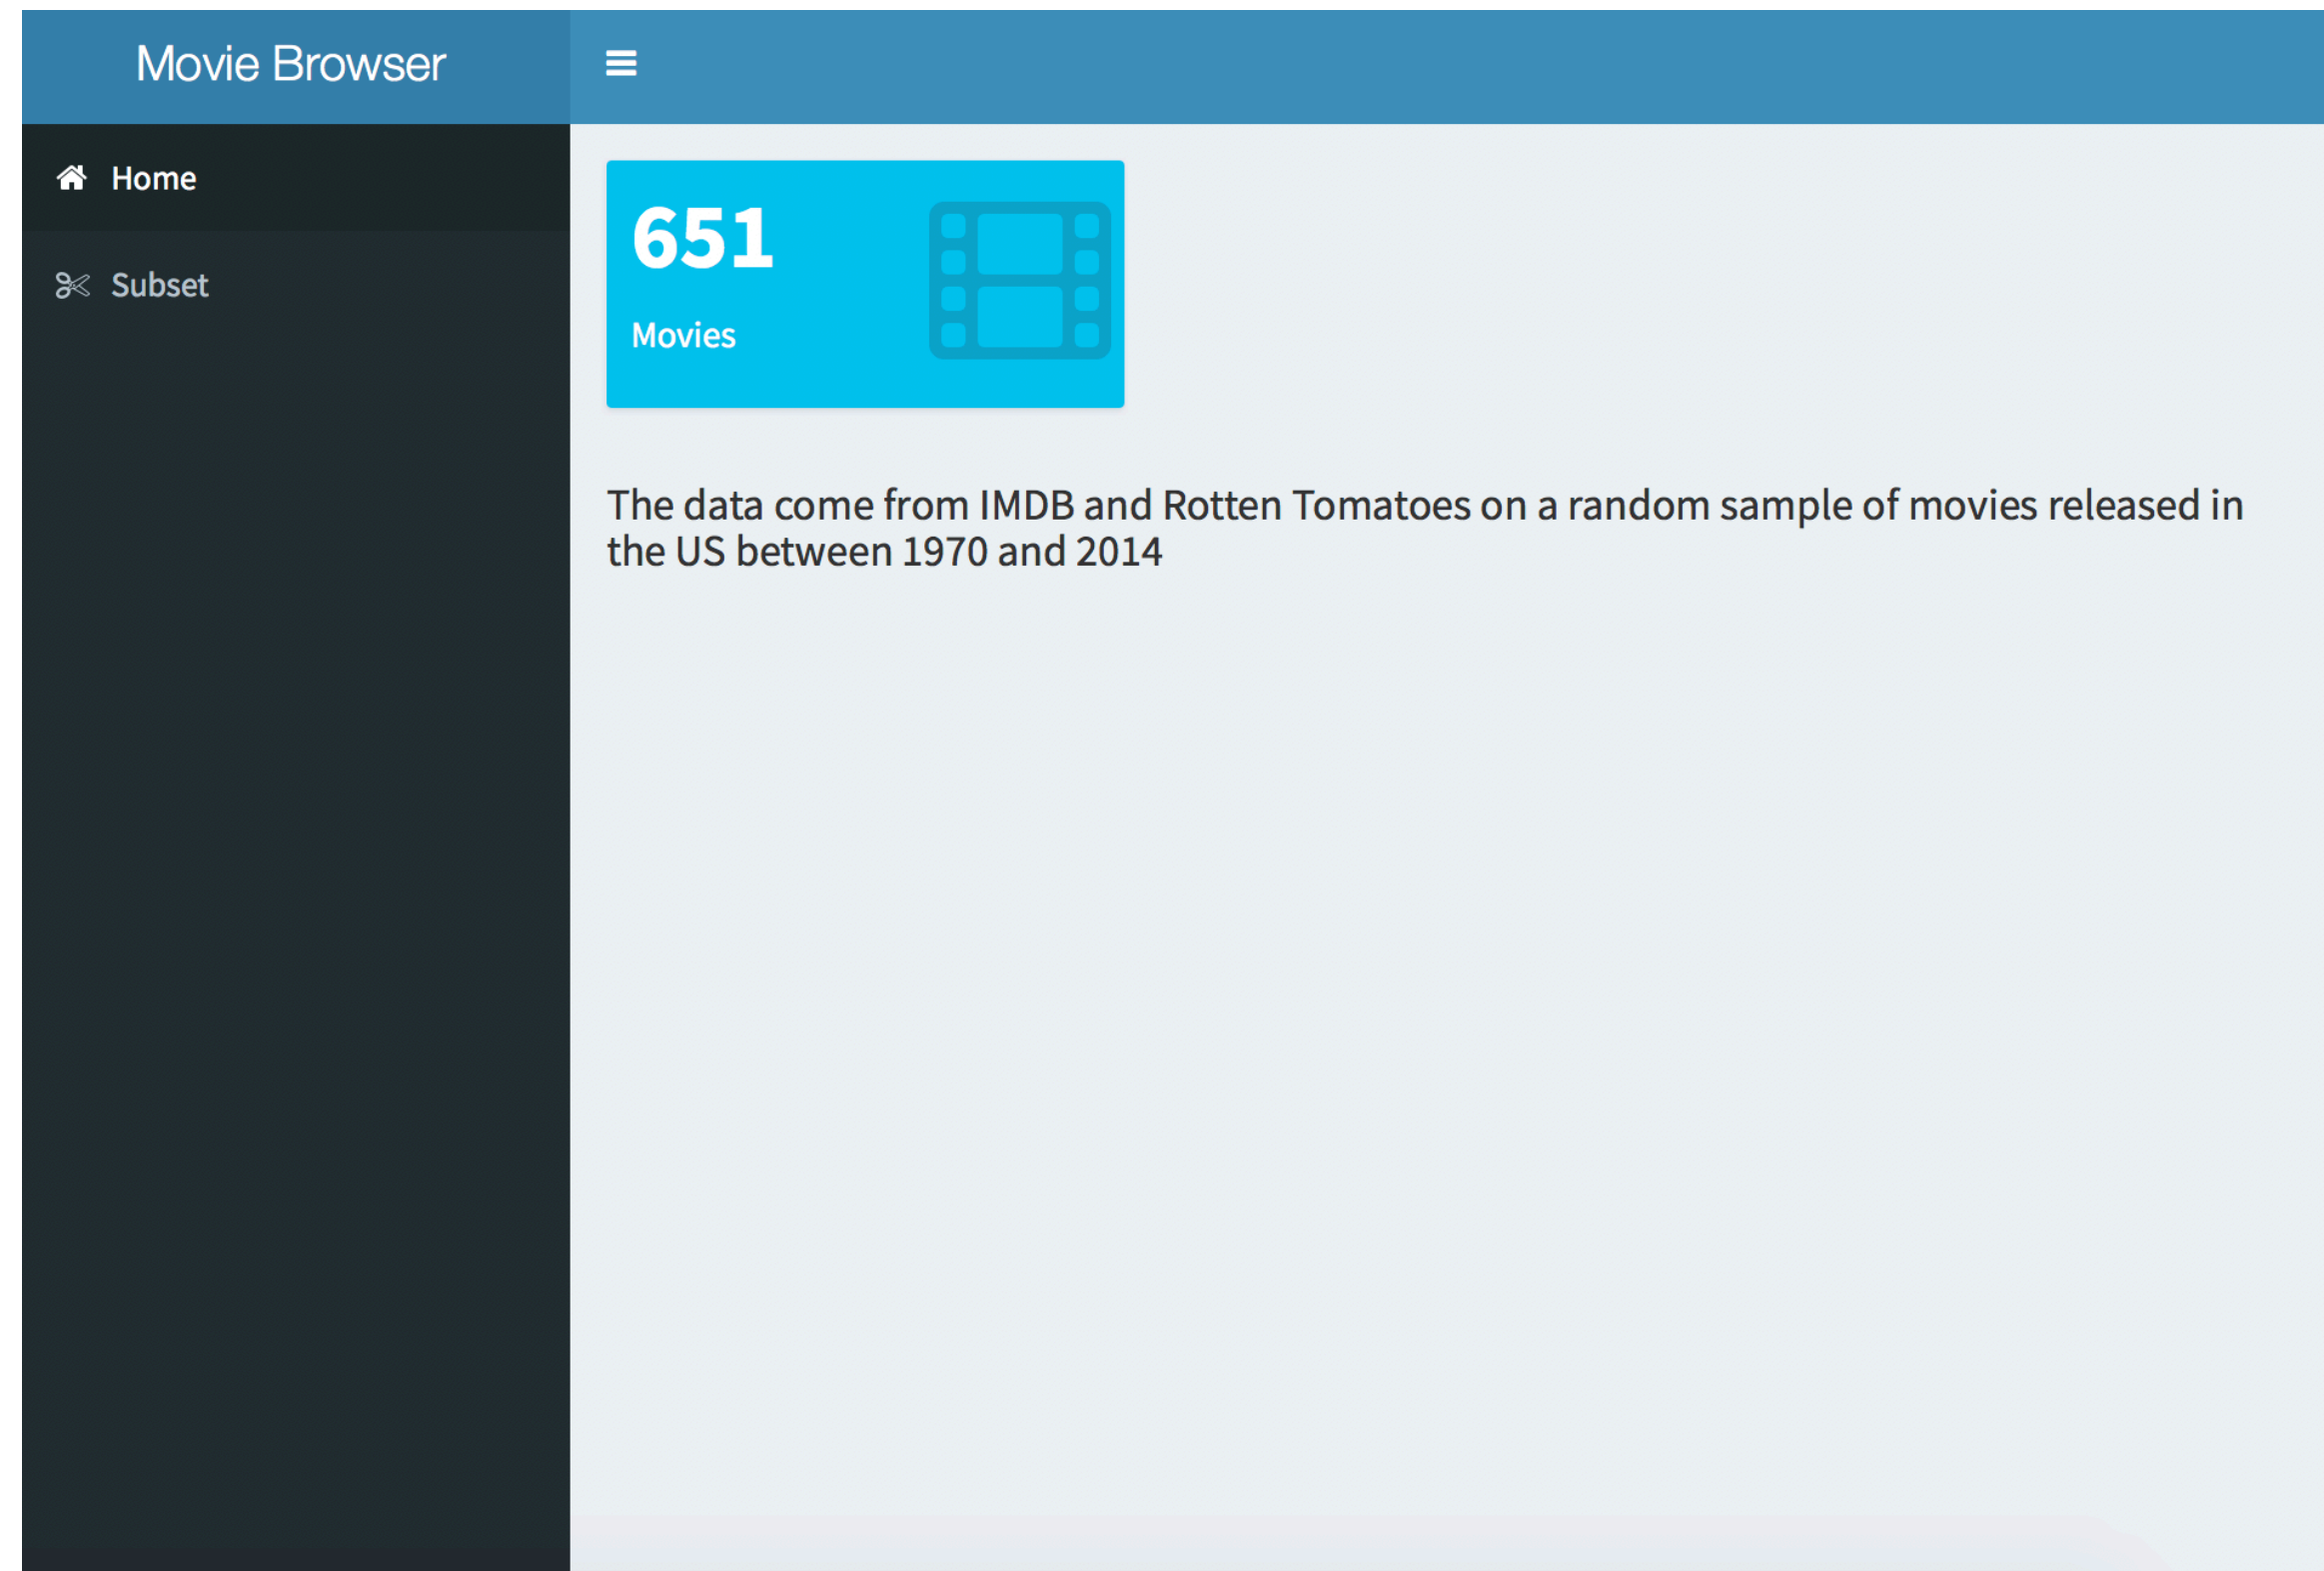 Movie Browser
Home
Subset
651
Movies
The data come from IMDB and Rotten Tomatoes on a random sample of movies released in
the US between 1970 and 2014